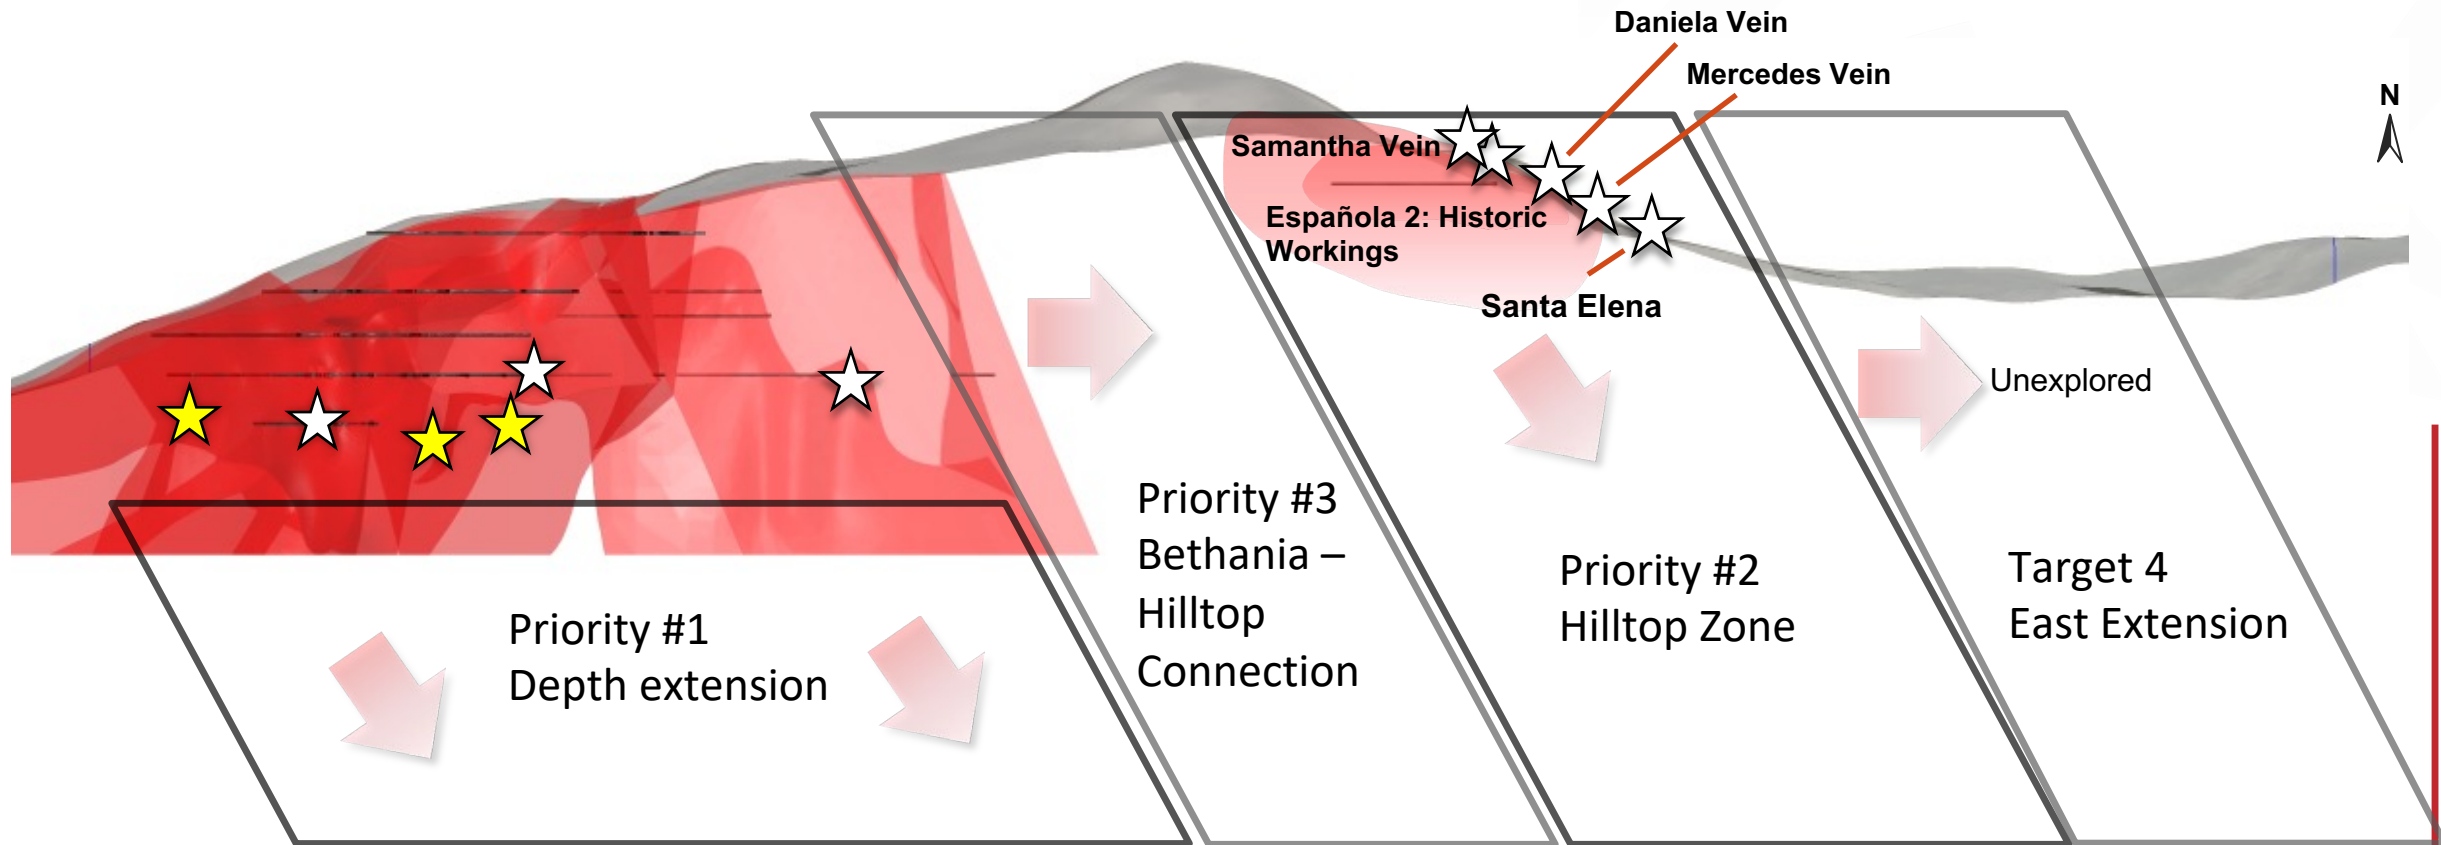 Daniela Vein
Mercedes Vein
N
Samantha Vein
Española 2: Historic
Workings
Santa Elena
Unexplored
Priority #1
Depth extension
Priority #3
Bethania –
Hilltop
Connection
Priority #2
Hilltop Zone
Target 4
East Extension